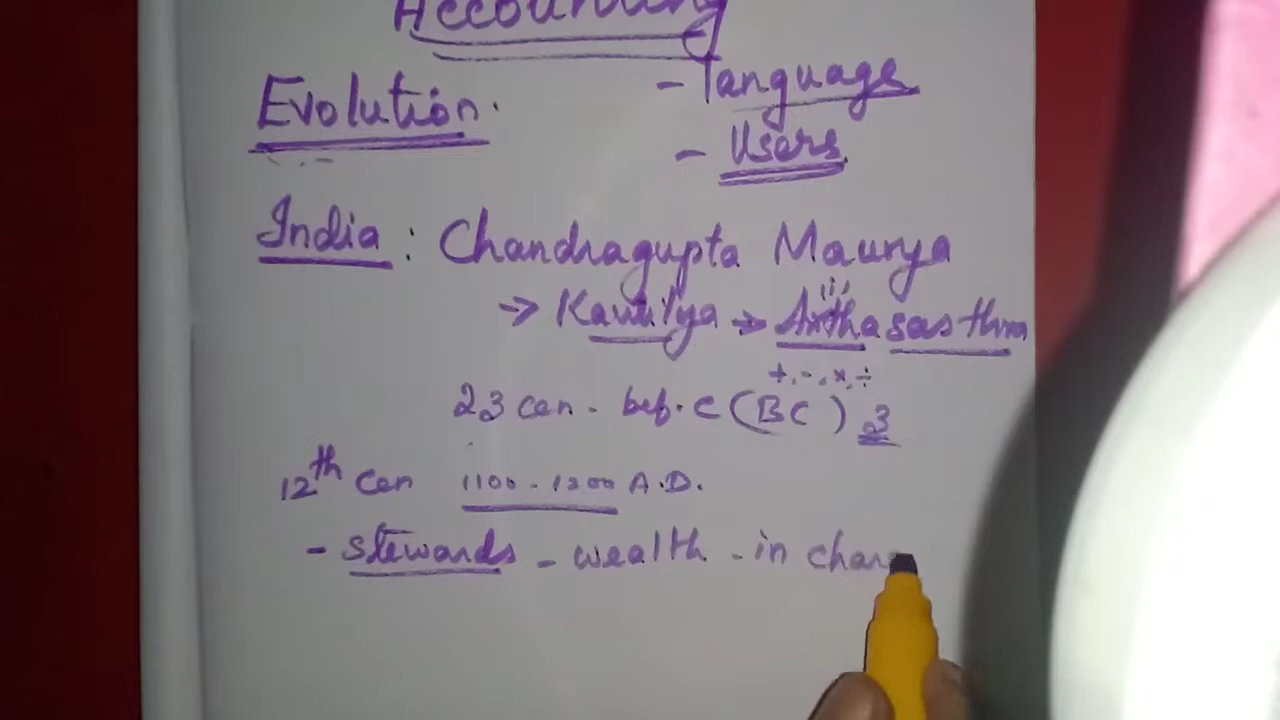 Accounting
Evolution.
- language
- Users
India : Chandragupta Maurya
→ Kautilya → Arthasasthra
+, -, ×, ÷
23 cen - bef. C (BC) 3
12th Cen 1100 - 1200 A.D.
- stewards - wealth - in char